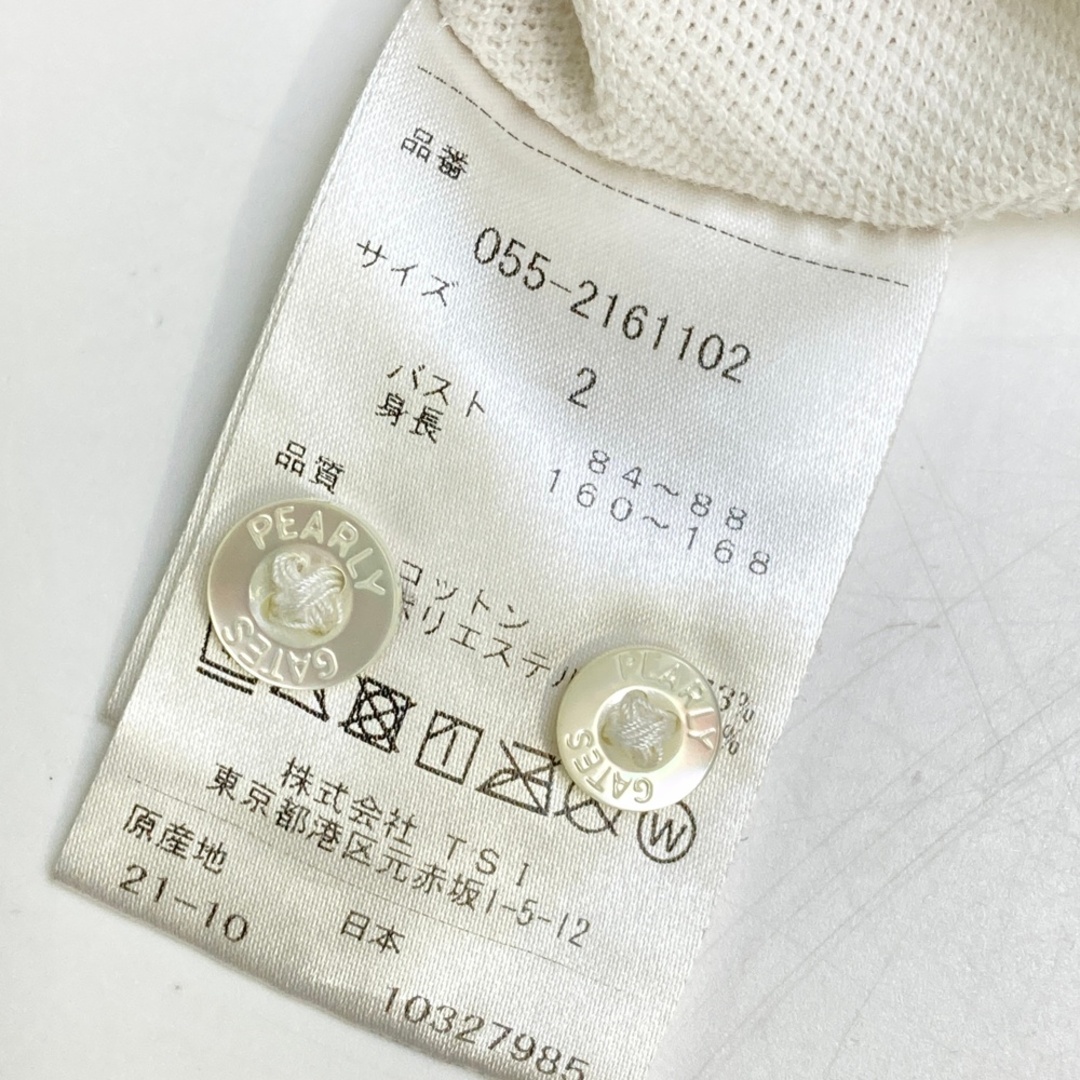 品番
055-2161102
サイズ
2
バスト 84～88
身長 160～168
品質
コットン
リエステル
%
%
PEARLY GATES
PEARLY GATES
W
株式会社 TSI
東京都港区元赤坂1-5-12
原産地
日本
21-10
10327985